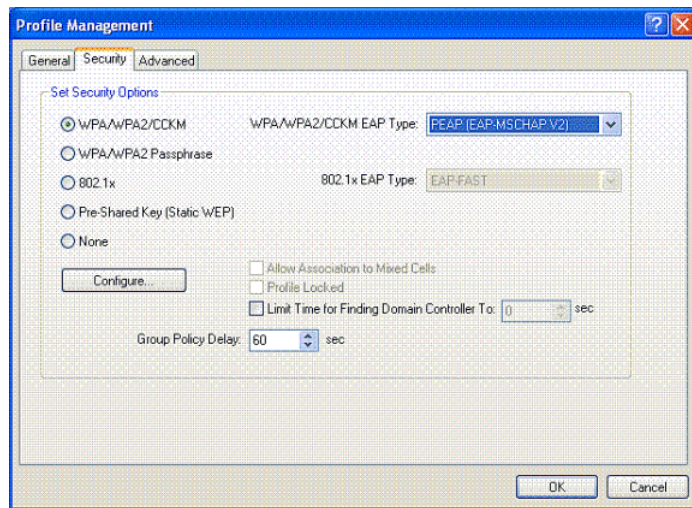 Profile Management
General Security Advanced
Set Security Options
WPA/WPA2/CCKM WPA/WPA2/CCKM EAP Type: PEAP (EAP-MSCHAP V2)
WPA/WPA2 Passphrase
802.1x 802.1x EAP Type: EAP-FAST
Pre-Shared Key (Static WEP)
None
Allow Association to Mixed Cells
Configure... Profile Locked
Limit Time for Finding Domain Controller To: 0 sec
Group Policy Delay: 60 sec
OK Cancel